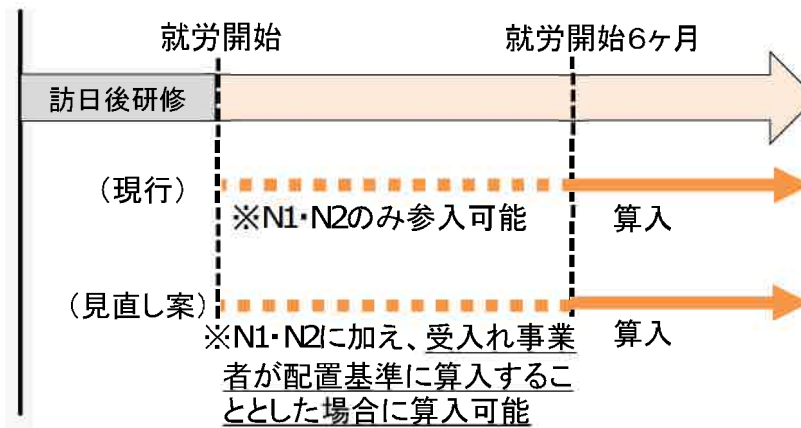 就労開始 就労開始6ヶ月
訪日後研修
(現行)
※N1・N2のみ参入可能 算入
(見直し案)
※N1・N2に加え、受入れ事業 算入
者が配置基準に算入するこ
ととした場合に算入可能